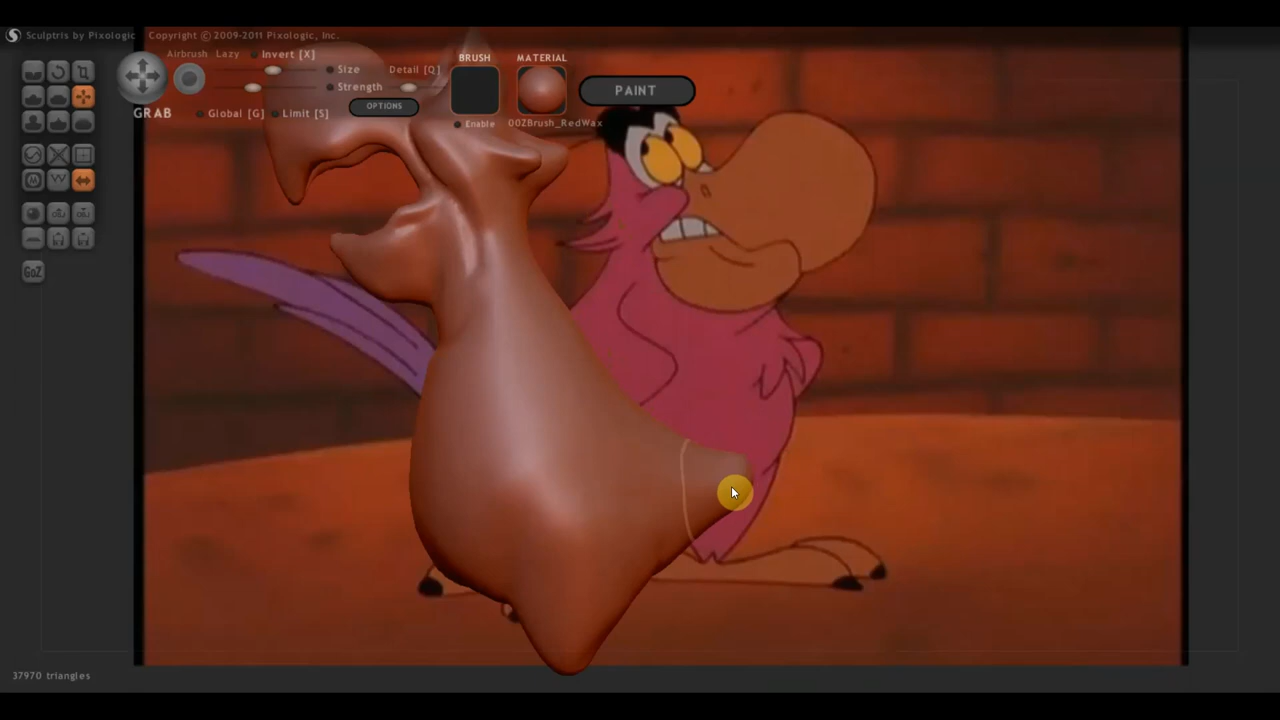 Sculptris by Pixologic Copyright © 2009-2011 Pixologic, Inc.
Airbrush Lazy Invert [X]
Size Detail [Q]
Strength
GRAB Global [G] Limit [S]
OPTIONS
BRUSH
Enable
MATERIAL
00ZBrush_RedWax
PAINT
M
GoZ
37970 triangles